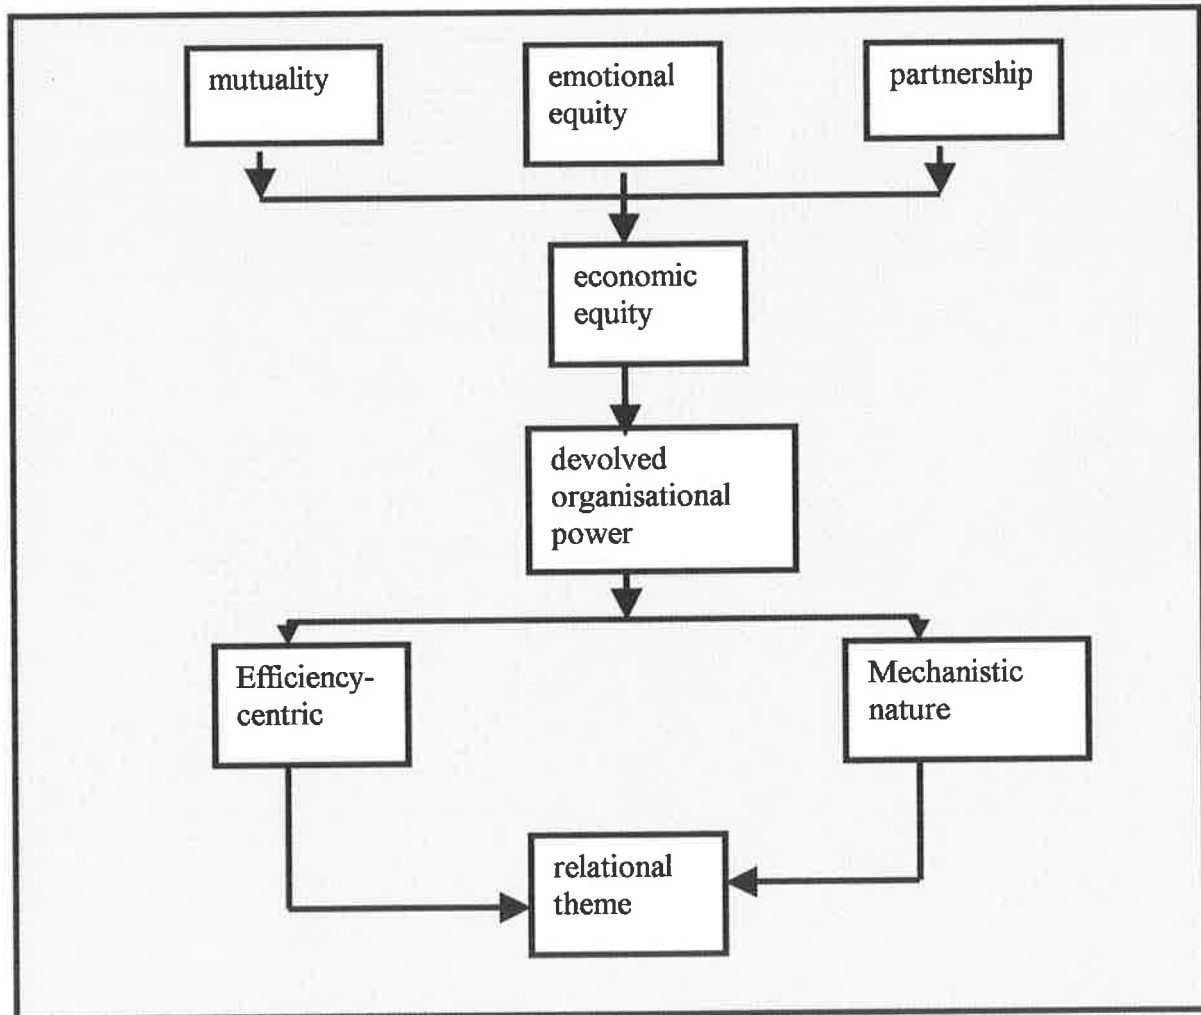 mutuality
emotional
equity
partnership
economic
equity
devolved
organisational
power
Efficiency-
centric
Mechanistic
nature
relational
theme